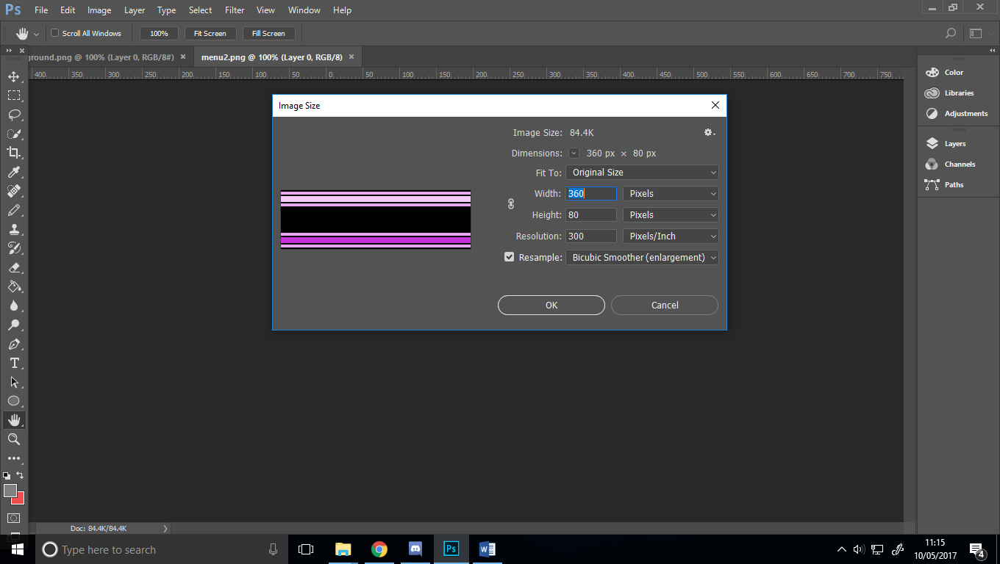 Ps File Edit Image Layer Type Select Filter View Window Help
Scroll All Windows 100% Fit Screen Fill Screen
ground.png @ 100% (Layer 0, RGB/8#) × menu2.png @ 100% (Layer 0, RGB/8) ×
400 350 300 250 200 150 100 50 0 50 100 150 200 250 300 350 400 450 500 550 600 650 700 750
Color
Libraries
Adjustments
Layers
Channels
Paths
Image Size
Image Size: 84.4K
Dimensions: 360 px × 80 px
Fit To: Original Size
Width: 360 Pixels
Height: 80 Pixels
Resolution: 300 Pixels/Inch
Resample: Bicubic Smoother (enlargement)
OK Cancel
T
Doc: 84.4K/84.4K
Type here to search
Ps
W
11:15
10/05/2017
4